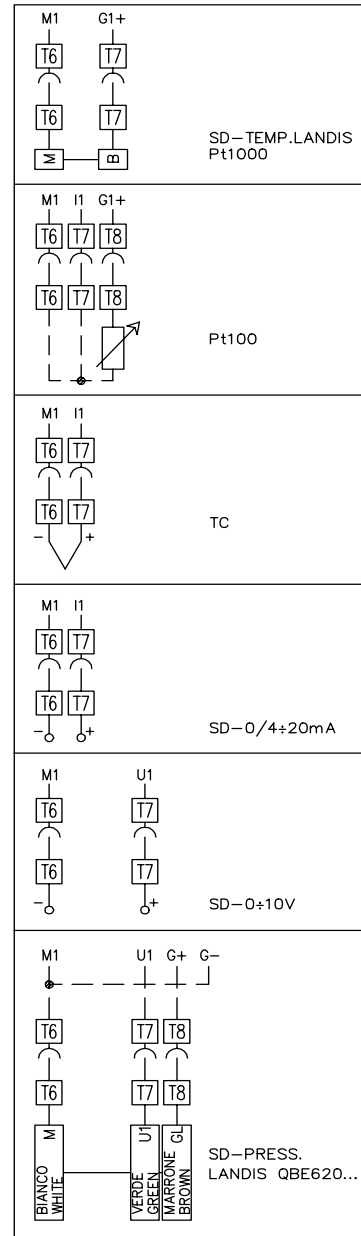 M1 G1+
T6 T7
T6 T7
M B
SD-TEMP.LANDIS
Pt1000
M1 I1 G1+
T6 T7 T8
T6 T7 T8
Pt100
M1 I1
T6 T7
T6 T7
- +
TC
M1 I1
T6 T7
T6 T7
- +
SD-0/4÷20mA
M1 U1
T6 T7
T6 T7
- +
SD-0÷10V
M1 U1 G+ G-
T6 T7 T8
T6 T7 T8
M U1 GL
BIANCO
WHITE
VERDE
GREEN
MARRONE
BROWN
SD-PRESS.
LANDIS QBE620...